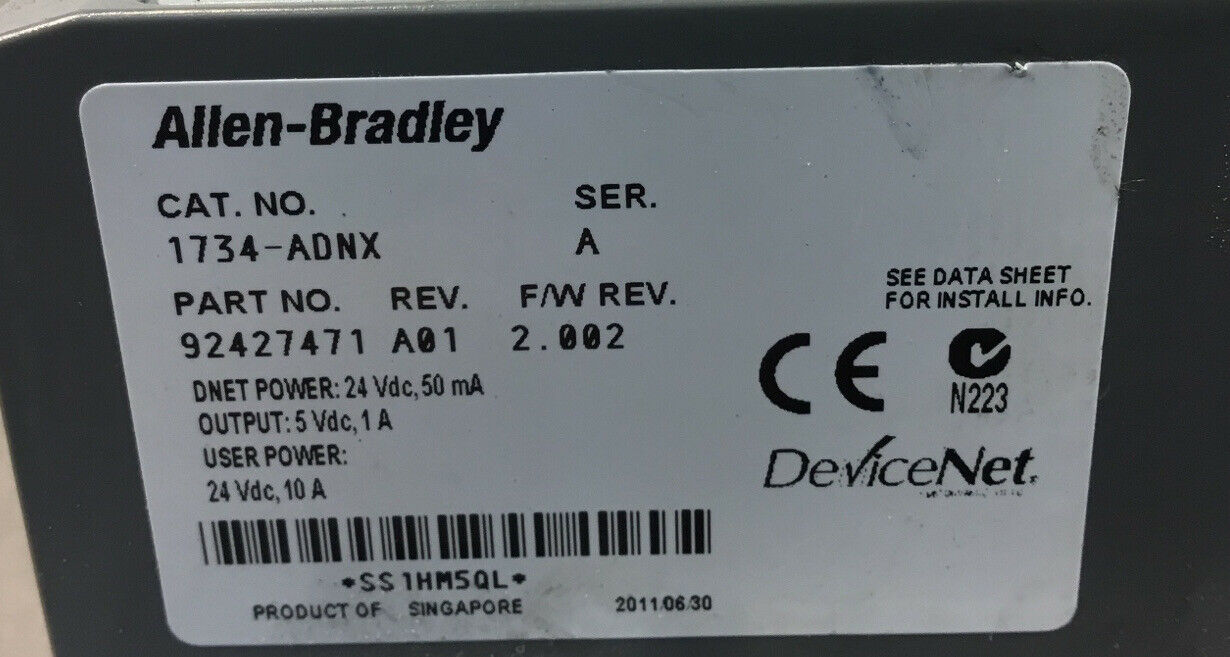 Allen-Bradley
CAT. NO. SER.
1734-ADNX A
PART NO. REV. F/W REV.
92427471 A01 2.002
DNET POWER: 24 Vdc, 50 mA
OUTPUT: 5 Vdc, 1 A
USER POWER:
24 Vdc, 10 A
SEE DATA SHEET
FOR INSTALL INFO.
CE
N223
DeviceNet
*SS1HM5QL*
PRODUCT OF SINGAPORE 2011/06/30